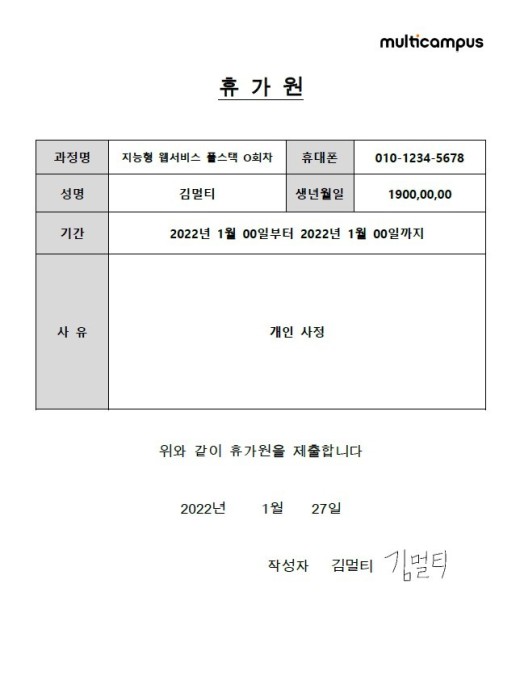 multicampus
휴 가 원
과정명 지능형 웹서비스 풀스택 O회차 휴대폰 010-1234-5678
성명 김멀티 생년월일 1900,00,00
기간 2022년 1월 00일부터 2022년 1월 00일까지
사 유 개인 사정
위와 같이 휴가원을 제출합니다
2022년 1월 27일
작성자 김멀티 김멀티